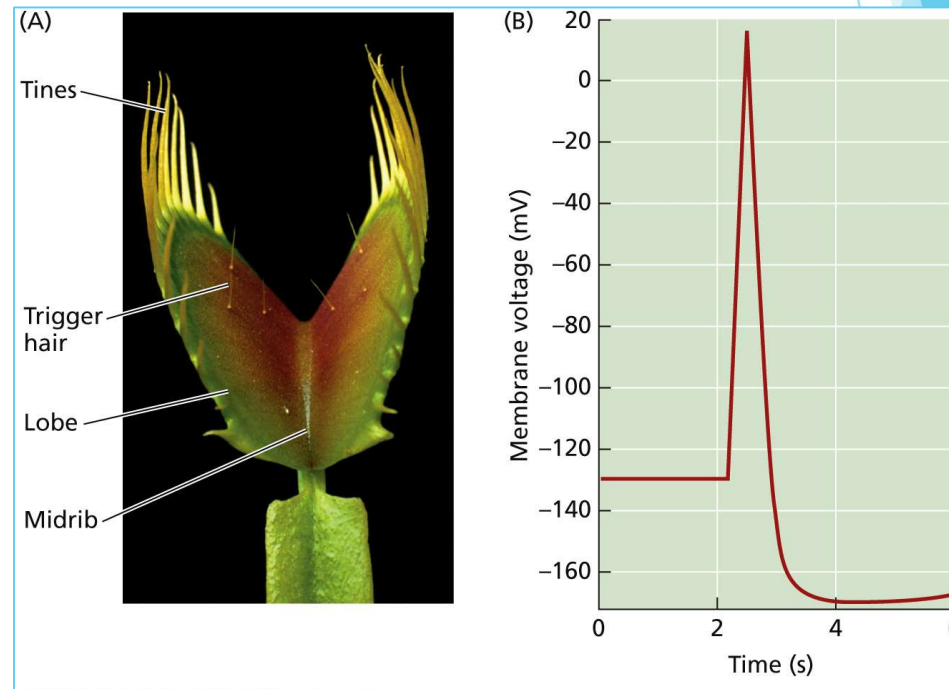 (A)
Tines
Trigger
hair
Lobe
Midrib
(B)
Membrane voltage (mV)
20
0
–20
–40
–60
–80
–100
–120
–140
–160
0 2 4
Time (s)